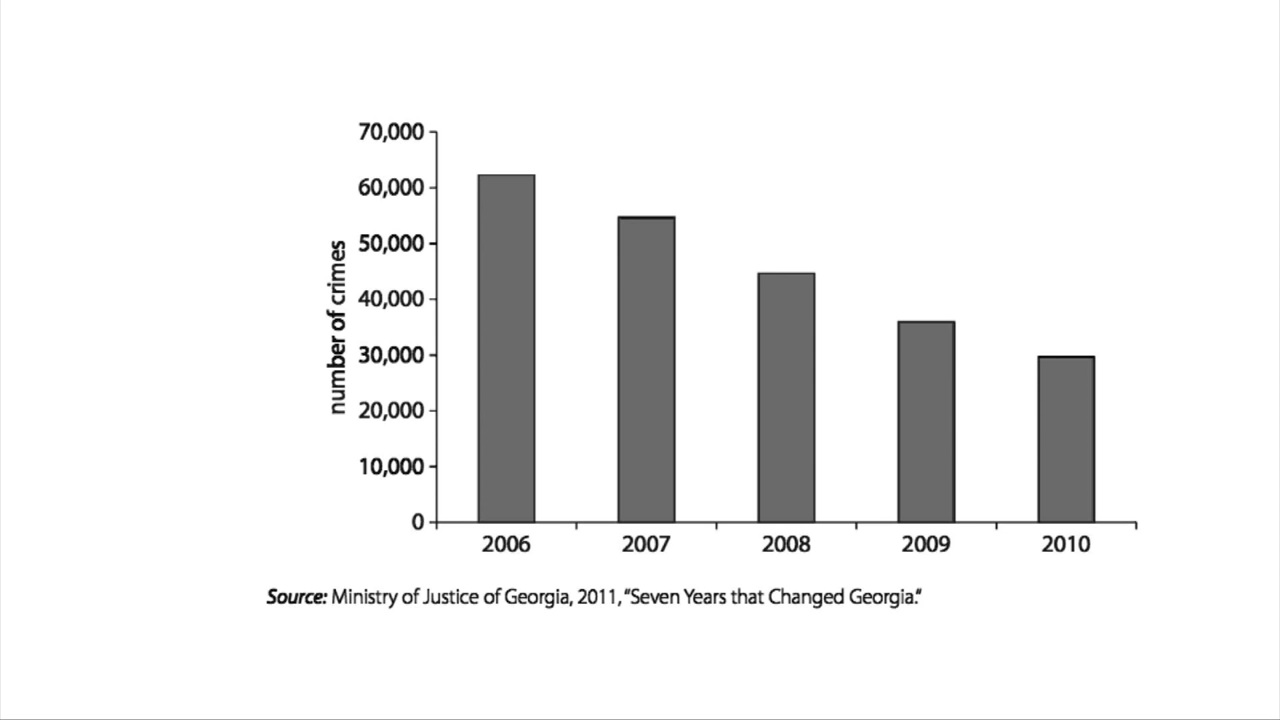 70,000
60,000
50,000
40,000
30,000
20,000
10,000
0
number of crimes
2006 2007 2008 2009 2010
Source: Ministry of Justice of Georgia, 2011, “Seven Years that Changed Georgia.“